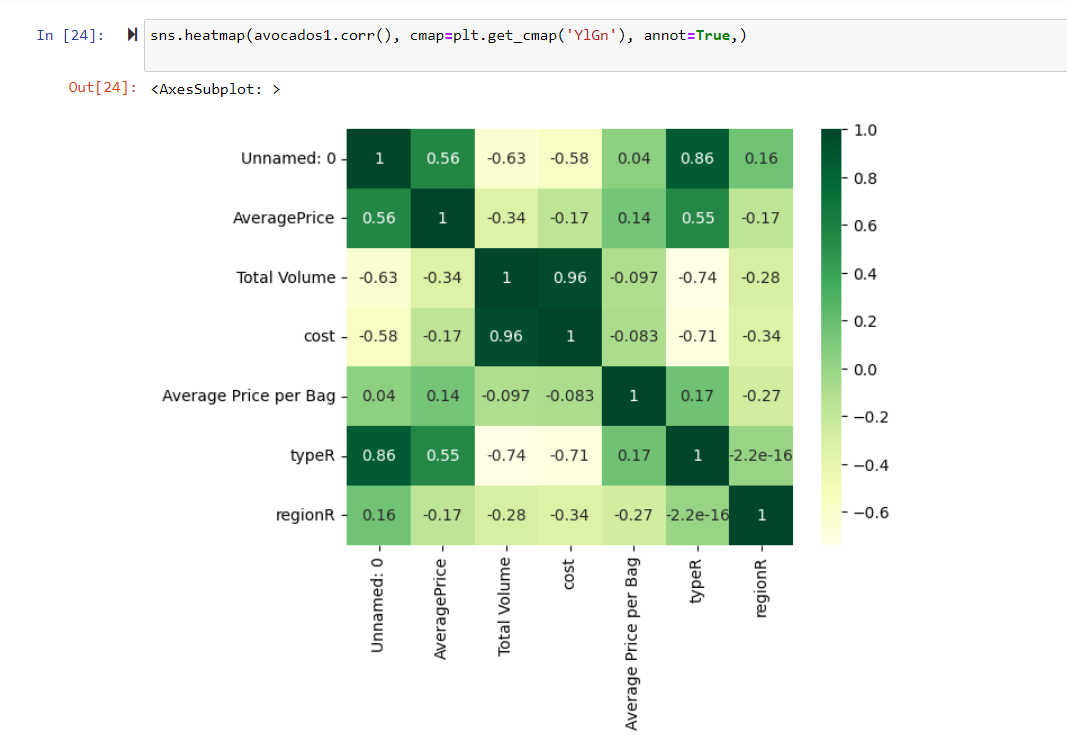 In [24]: sns.heatmap(avocados1.corr(), cmap=plt.get_cmap('YlGn'), annot=True,)
Out[24]: <AxesSubplot: >
Unnamed: 0 1 0.56 -0.63 -0.58 0.04 0.86 0.16
AveragePrice 0.56 1 -0.34 -0.17 0.14 0.55 -0.17
Total Volume -0.63 -0.34 1 0.96 -0.097 -0.74 -0.28
cost -0.58 -0.17 0.96 1 -0.083 -0.71 -0.34
Average Price per Bag 0.04 0.14 -0.097 -0.083 1 0.17 -0.27
typeR 0.86 0.55 -0.74 -0.71 0.17 1 -2.2e-16
regionR 0.16 -0.17 -0.28 -0.34 -0.27 -2.2e-16 1
Unnamed: 0
AveragePrice
Total Volume
cost
Average Price per Bag
typeR
regionR
1.0
0.8
0.6
0.4
0.2
0.0
−0.2
−0.4
−0.6